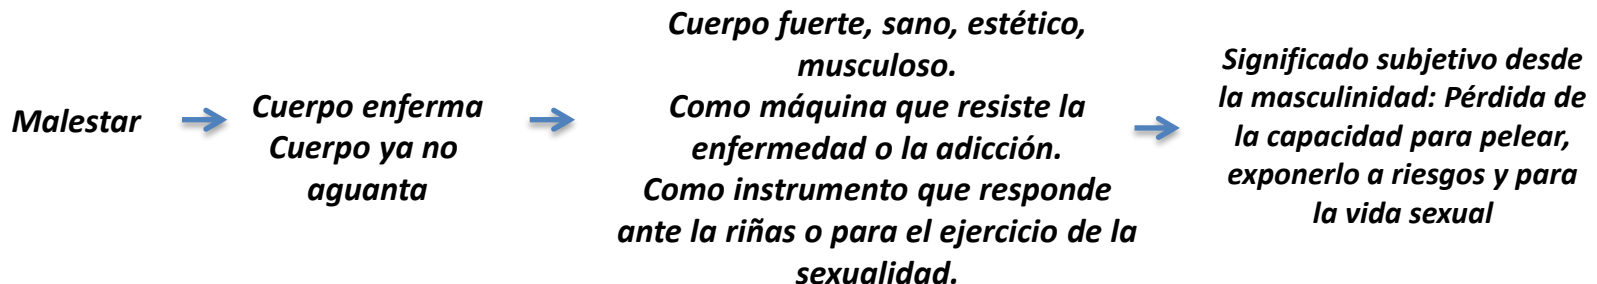 Malestar
Cuerpo enferma
Cuerpo ya no
aguanta
Cuerpo fuerte, sano, estético,
musculoso.
Como máquina que resiste la
enfermedad o la adicción.
Como instrumento que responde
ante la riñas o para el ejercicio de la
sexualidad.
Significado subjetivo desde
la masculinidad: Pérdida de
la capacidad para pelear,
exponerlo a riesgos y para
la vida sexual